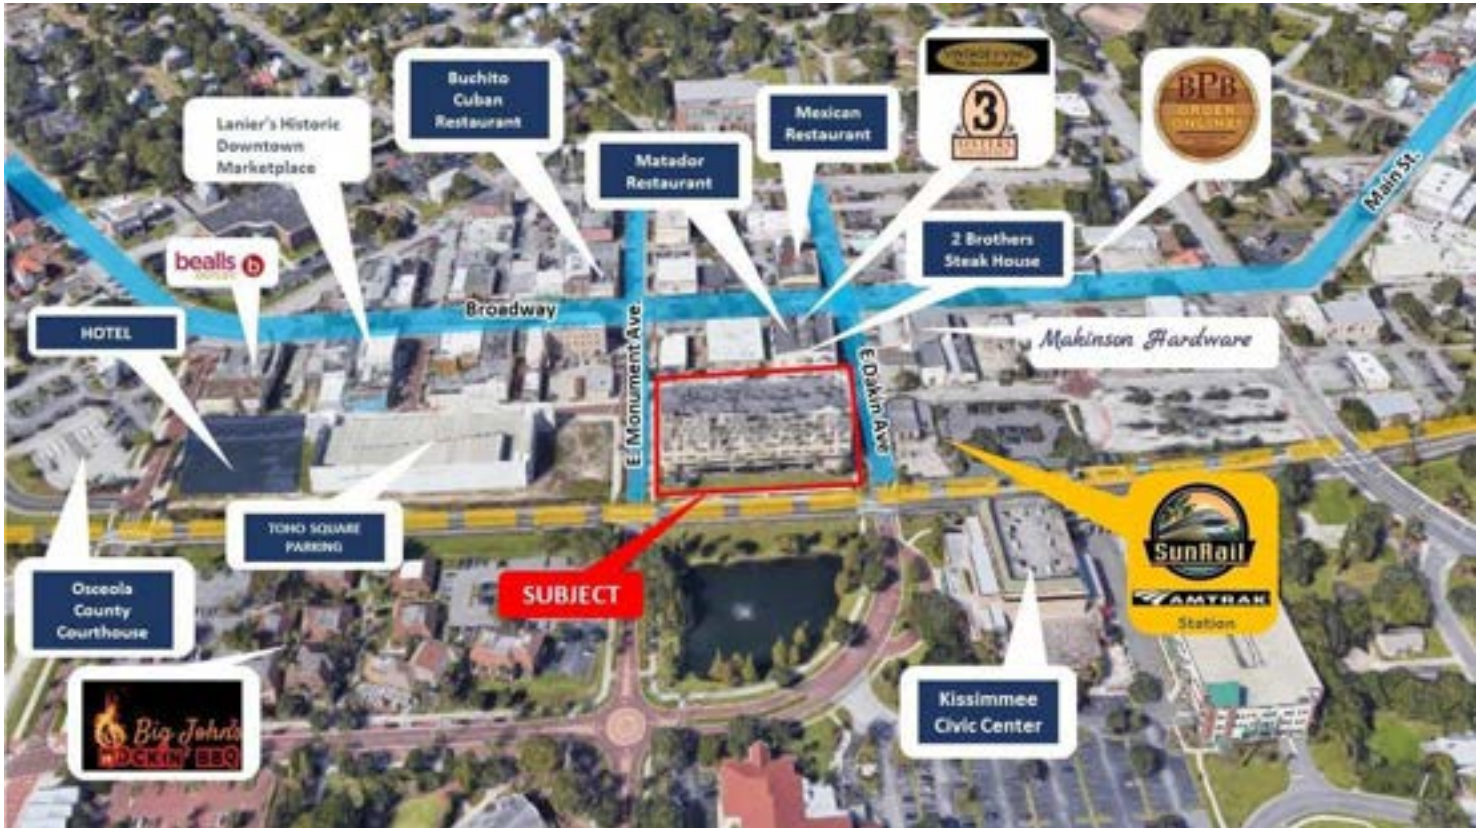 Buchito
Cuban
Restaurant
Lanier's Historic
Downtown
Marketplace
Matador
Restaurant
Mexican
Restaurant
3
SISTERS
BPB
ORDER
ONLINE!
2 Brothers
Steak House
Main St.
bealls b
HOTEL
Broadway
Makinson Hardware
E Monument Ave
E Dakin Ave
TOHO SQUARE
PARKING
SUBJECT
SunRail
AMTRAK
Station
Osceola
County
Courthouse
Big John's
ROCKIN' BBQ
Kissimmee
Civic Center